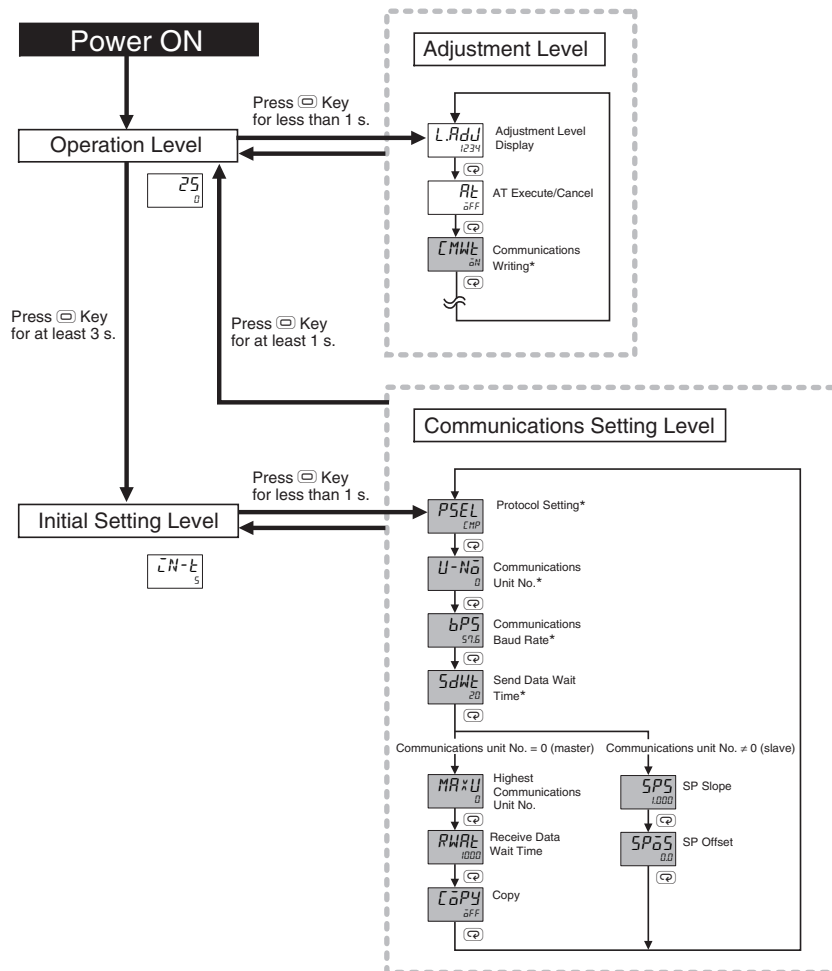 Power ON
Adjustment Level
Press Key
for less than 1 s.
Operation Level
25
0
L.AdJ
1234
Adjustment Level
Display
At
oFF
AT Execute/Cancel
CMWt
oN
Communications
Writing*
Press Key
for at least 3 s.
Press Key
for at least 1 s.
Communications Setting Level
Press Key
for less than 1 s.
Initial Setting Level
iN-t
5
PSEL
CMP
Protocol Setting*
U-No
0
Communications
Unit No.*
bPS
57.6
Communications
Baud Rate*
SdWt
20
Send Data Wait
Time*
Communications unit No. = 0 (master)
Communications unit No. ≠ 0 (slave)
MAxU
0
Highest
Communications
Unit No.
SPS
1.000
SP Slope
RWAt
1000
Receive Data
Wait Time
SPoS
0.0
SP Offset
CoPY
oFF
Copy